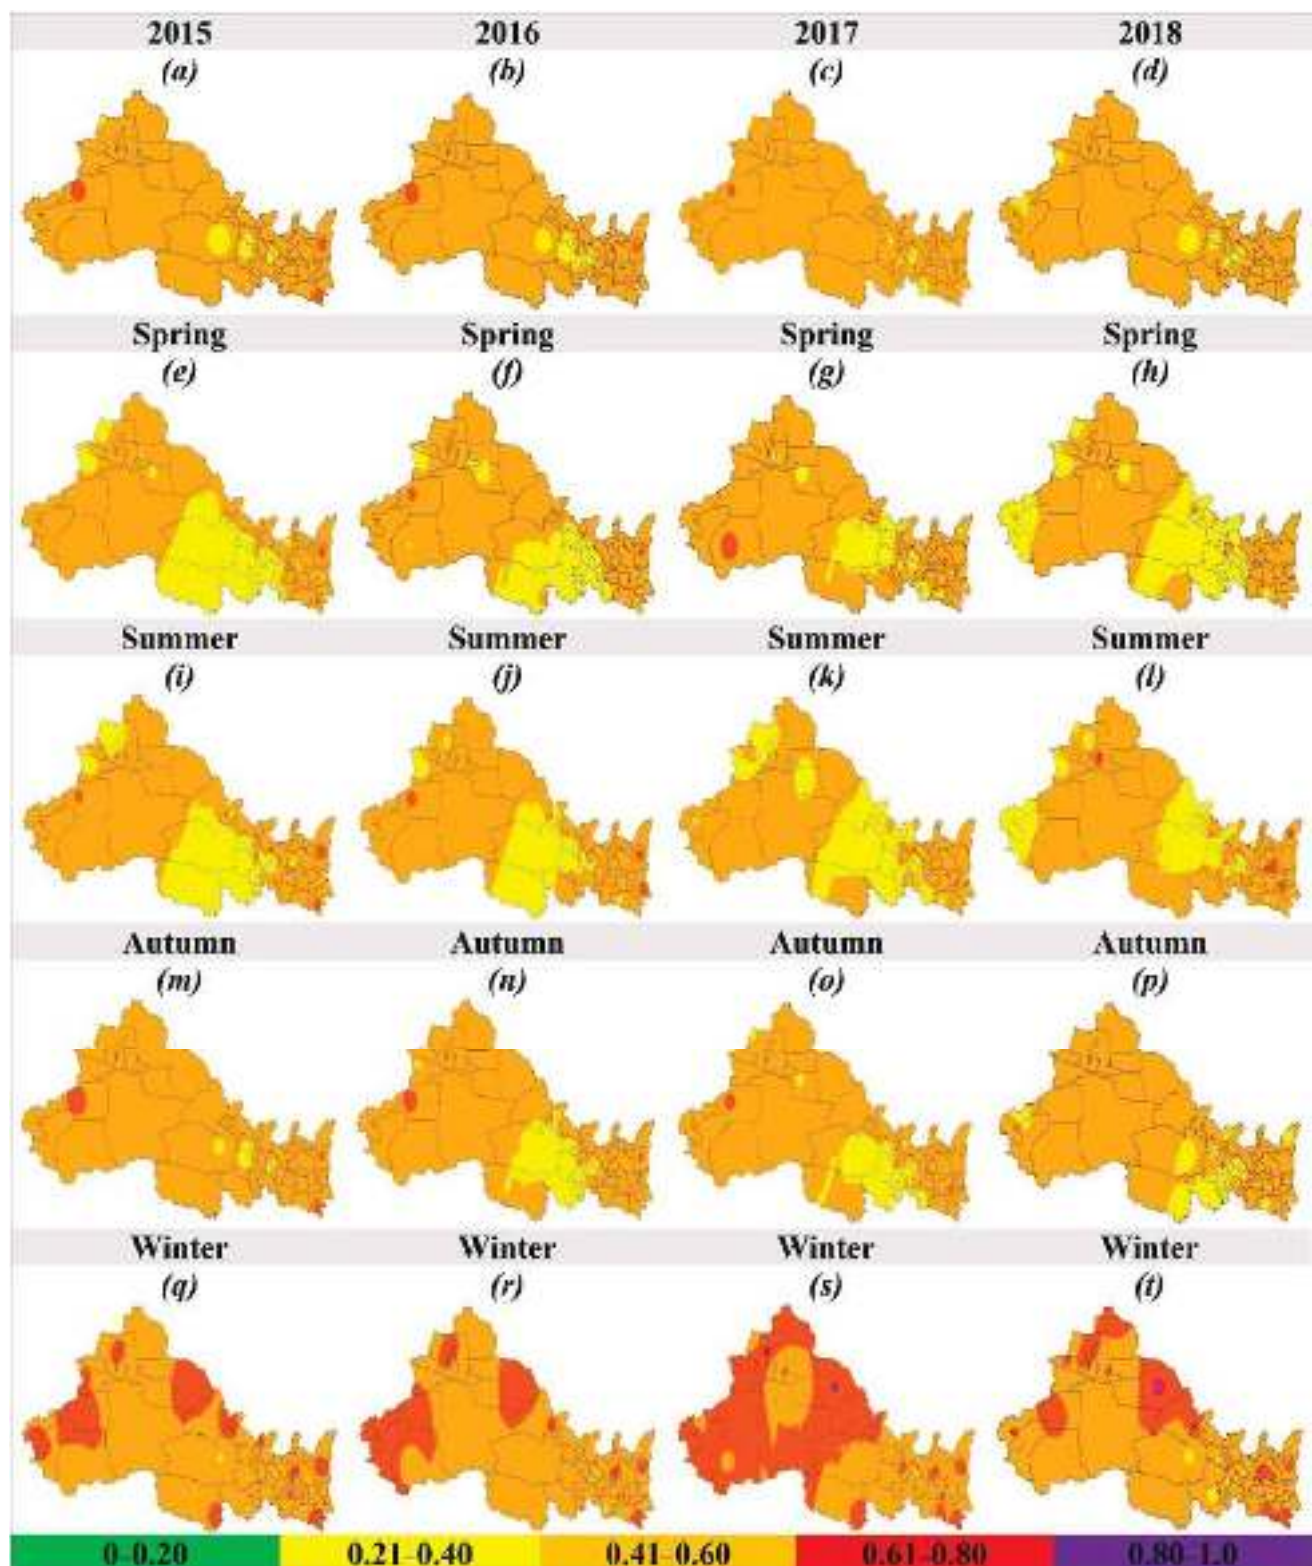 2015 2016 2017 2018
(a) (b) (c) (d)
Spring Spring Spring Spring
(e) (f) (g) (h)
Summer Summer Summer Summer
(i) (j) (k) (l)
Autumn Autumn Autumn Autumn
(m) (n) (o) (p)
Winter Winter Winter Winter
(q) (r) (s) (t)
0–0.20 0.21–0.40 0.41–0.60 0.61–0.80 0.80–1.0